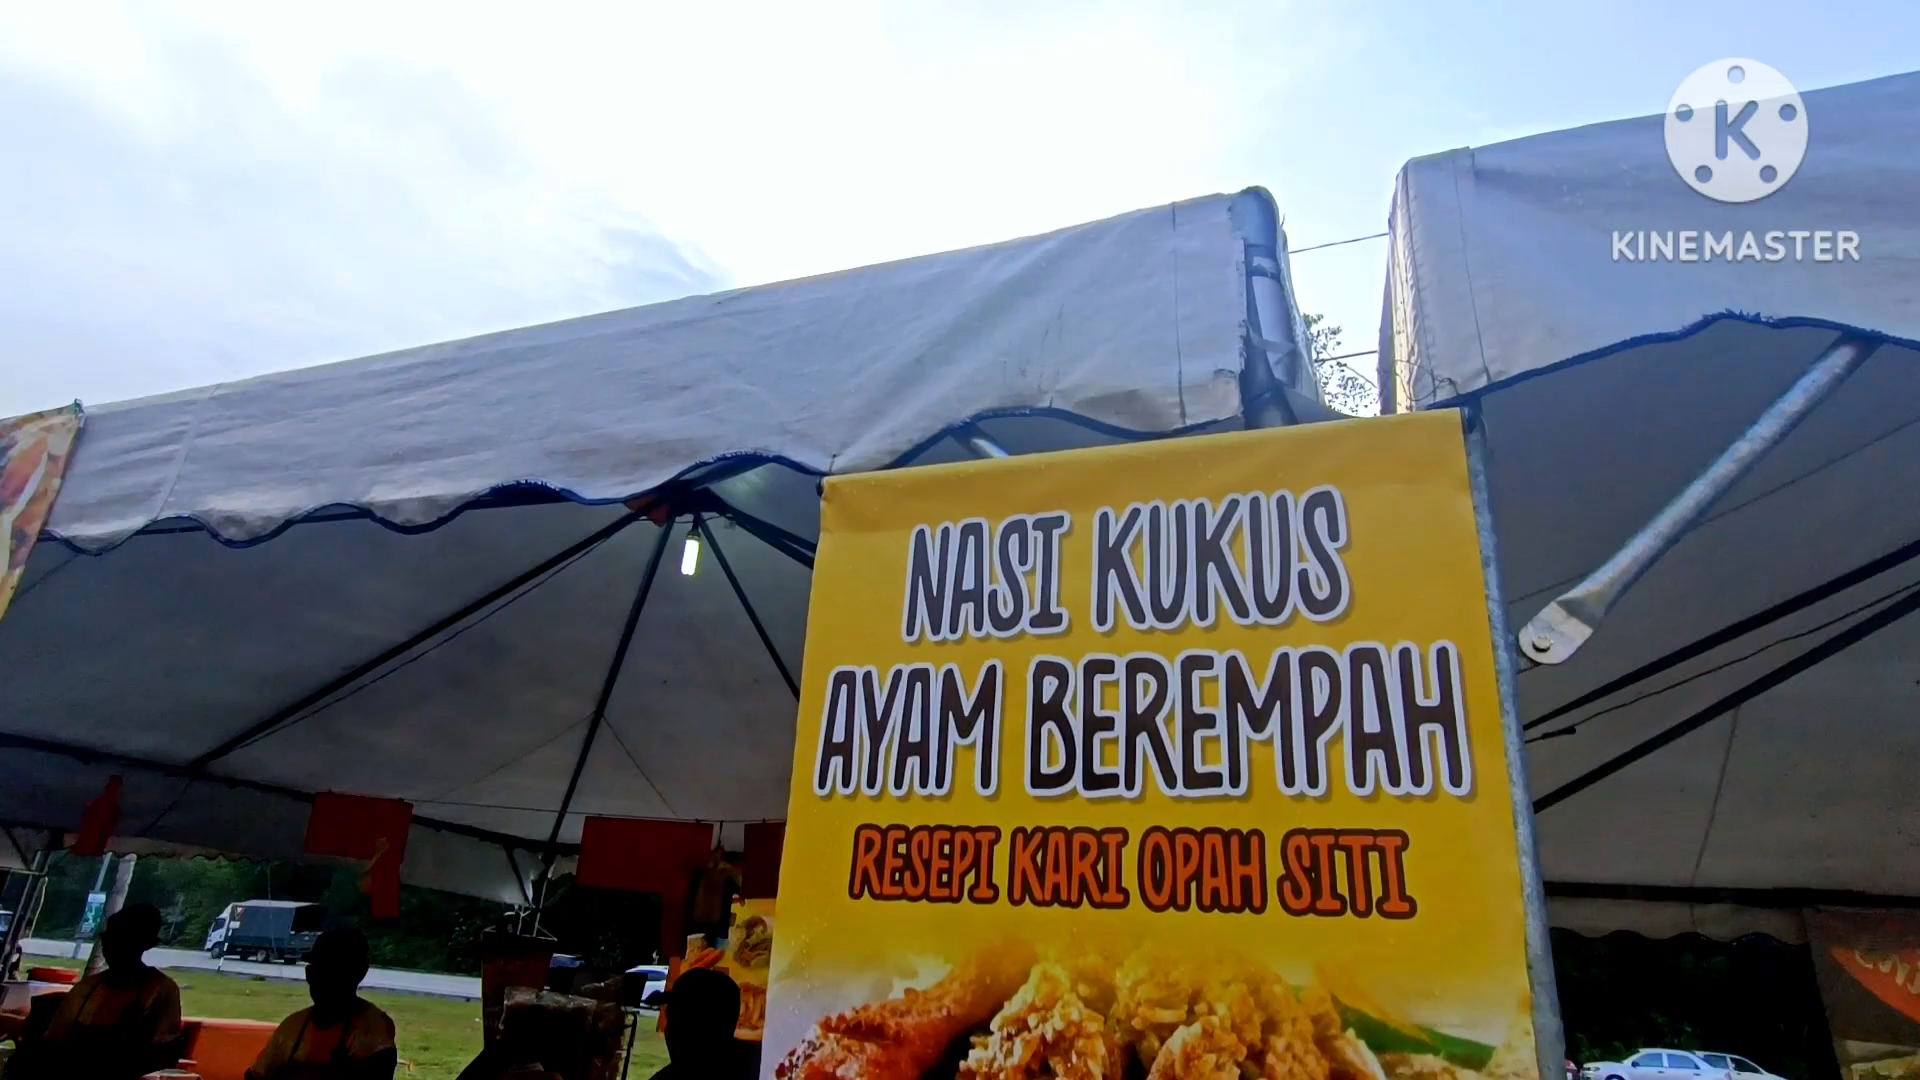 K
KINEMASTER
NASI KUKUS
AYAM BEREMPAH
RESEPI KARI OPAH SITI